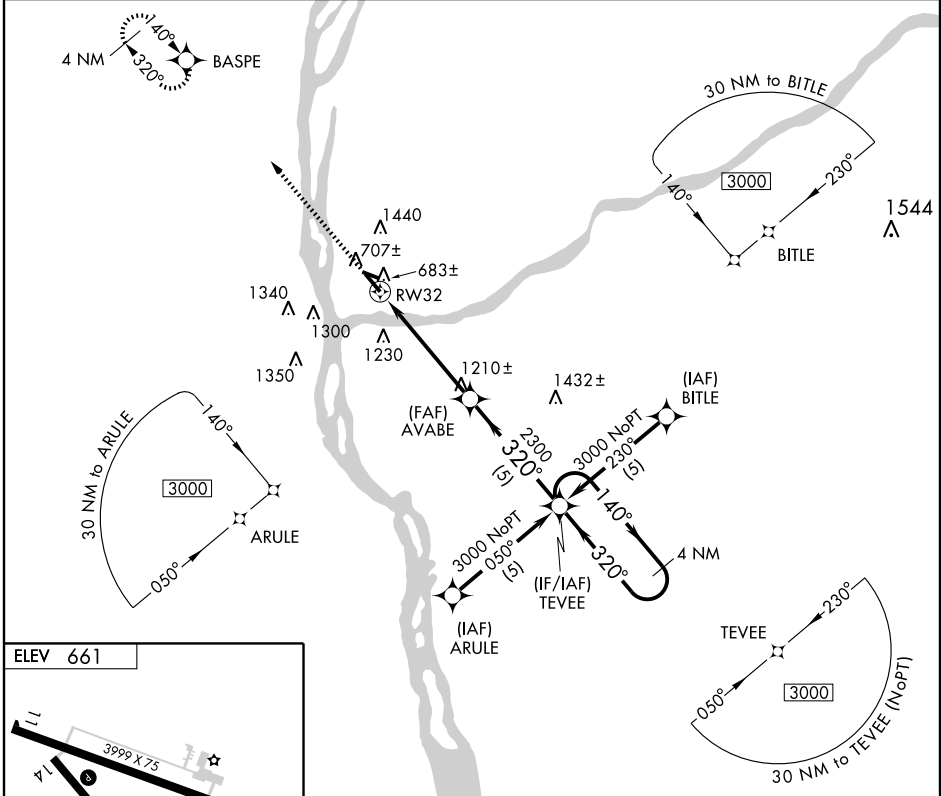 4 NM
140°
320°
BASPE
30 NM to BITLE
140°
3000
230°
BITLE
1544
1440
707±
683±
RW32
1340
1300
1230
1350
1210±
1432±
(FAF)
AVABE
(IAF)
BITLE
2300
320°
(5)
3000 NoPT
230°
(5)
140°
320°
4 NM
3000 NoPT
050°
(5)
(IF/IAF)
TEVEE
(IAF)
ARULE
30 NM to ARULE
140°
3000
ARULE
050°
TEVEE
230°
050°
3000
30 NM to TEVEE (NoPT)
ELEV 661
11
3999 X 75
14